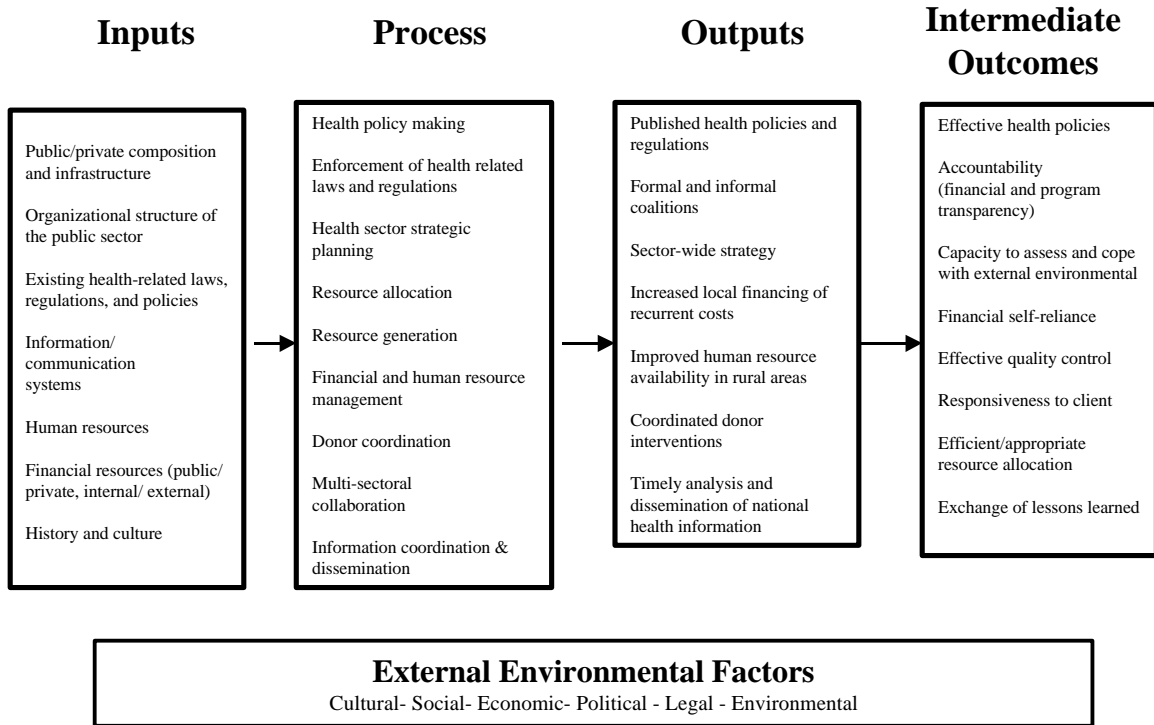 Inputs
Process
Outputs
Intermediate
Outcomes
Public/private composition
and infrastructure
Organizational structure of
the public sector
Existing health-related laws,
regulations, and policies
Information/
communication
systems
Human resources
Financial resources (public/
private, internal/ external)
History and culture
Health policy making
Enforcement of health related
laws and regulations
Health sector strategic
planning
Resource allocation
Resource generation
Financial and human resource
management
Donor coordination
Multi-sectoral
collaboration
Information coordination &
dissemination
Published health policies and
regulations
Formal and informal
coalitions
Sector-wide strategy
Increased local financing of
recurrent costs
Improved human resource
availability in rural areas
Coordinated donor
interventions
Timely analysis and
dissemination of national
health information
Effective health policies
Accountability
(financial and program
transparency)
Capacity to assess and cope
with external environmental
Financial self-reliance
Effective quality control
Responsiveness to client
Efficient/appropriate
resource allocation
Exchange of lessons learned
External Environmental Factors
Cultural- Social- Economic- Political - Legal - Environmental